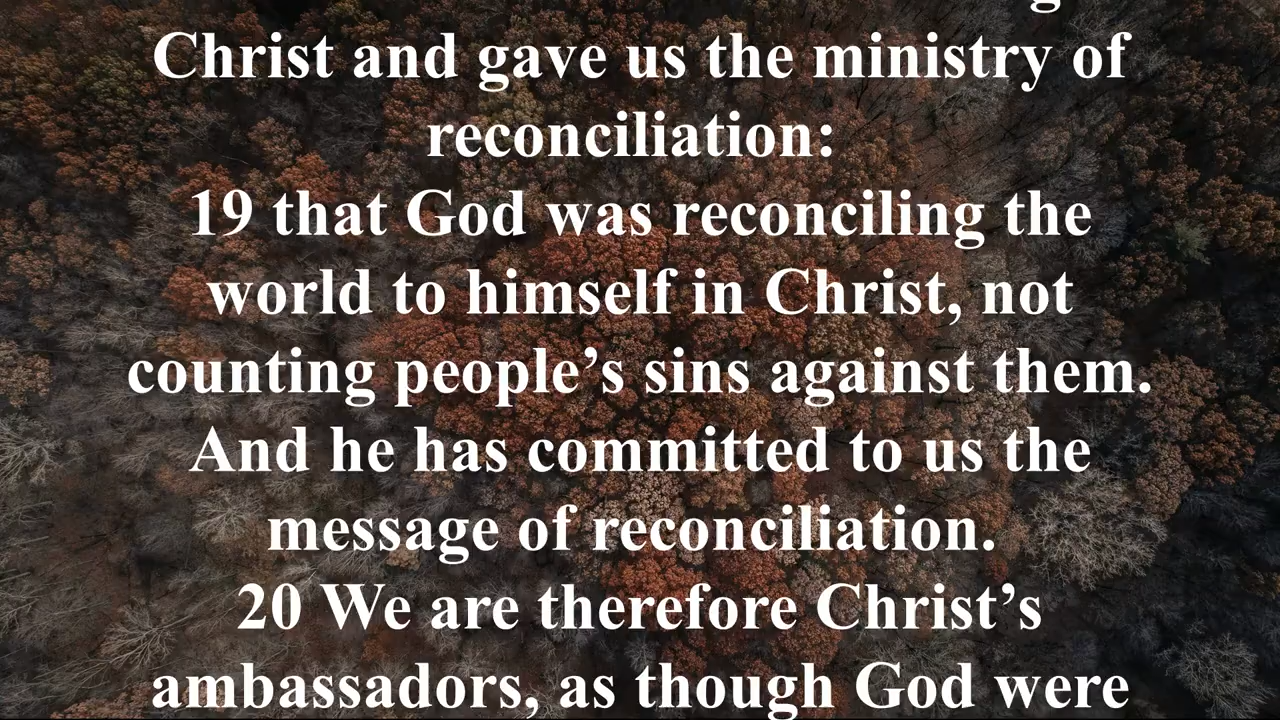 Christ and gave us the ministry of
reconciliation:
19 that God was reconciling the
world to himself in Christ, not
counting people’s sins against them.
And he has committed to us the
message of reconciliation.
20 We are therefore Christ’s
ambassadors, as though God were